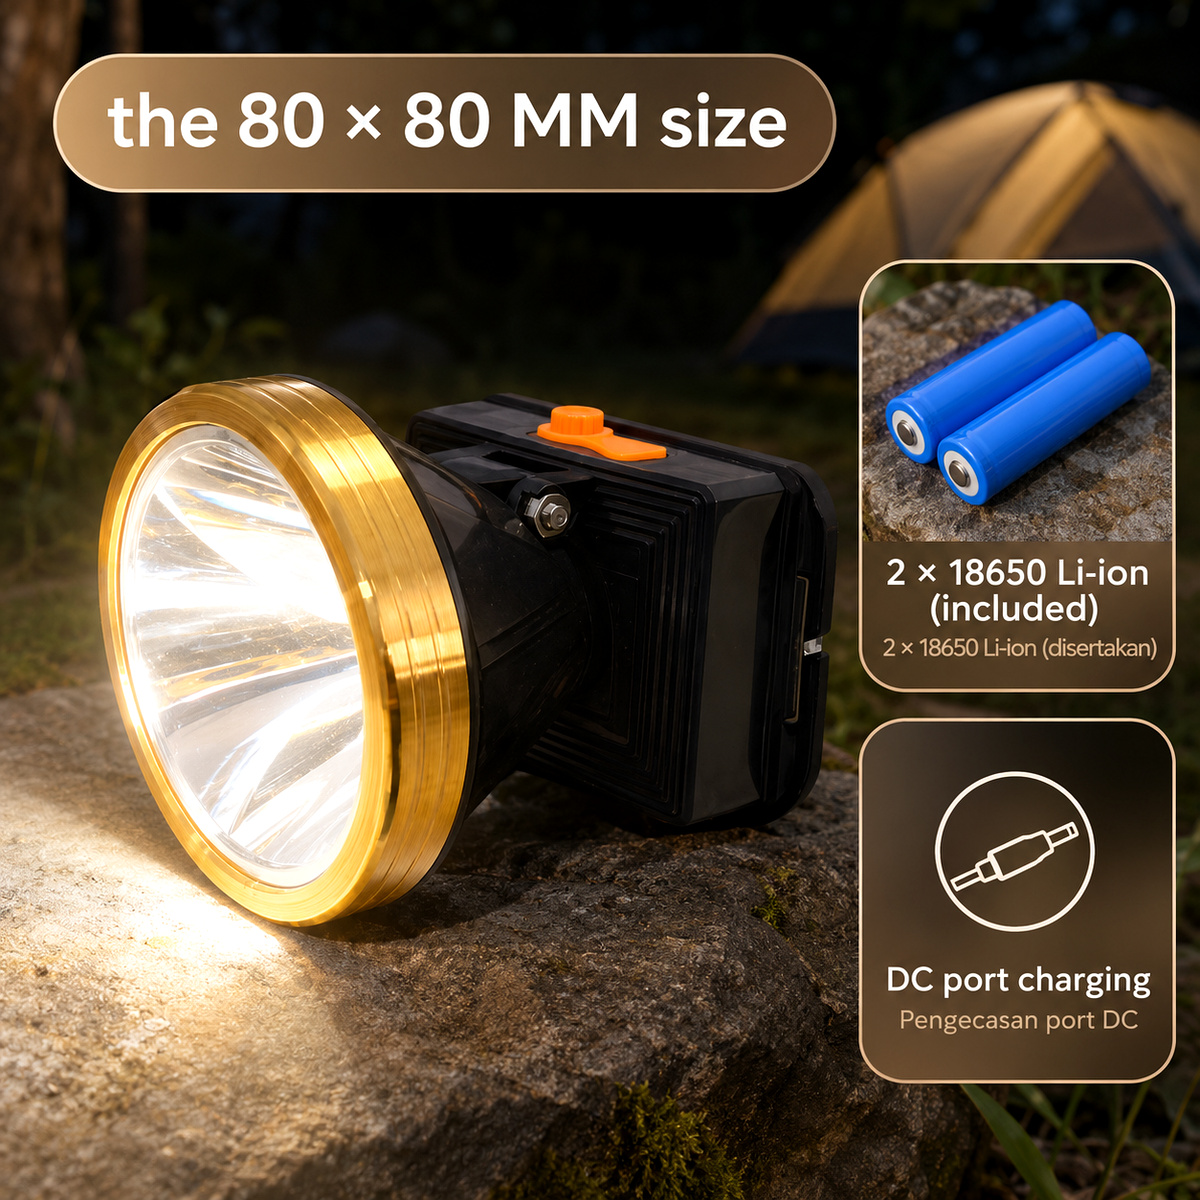 the 80 × 80 MM size
2 × 18650 Li-ion
(included)
2 × 18650 Li-ion (disertakan)
DC port charging
Pengecasan port DC